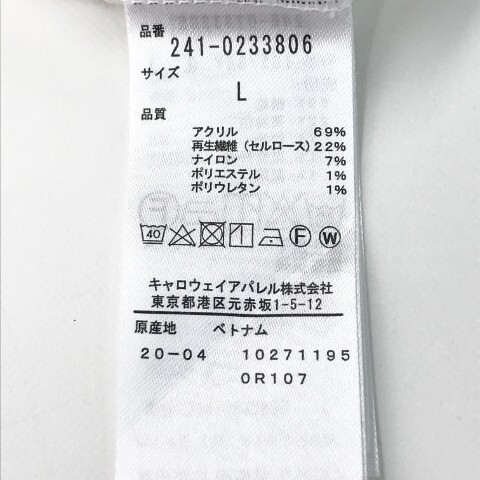 品番
241-0233806
サイズ
L
品質
アクリル 69%
再生繊維(セルロース)22%
ナイロン 7%
ポリエステル 1%
ポリウレタン 1%
40 F W
キャロウェイアパレル株式会社
東京都港区元赤坂1-5-12
原産地 ベトナム
20-04 10271195
0R107